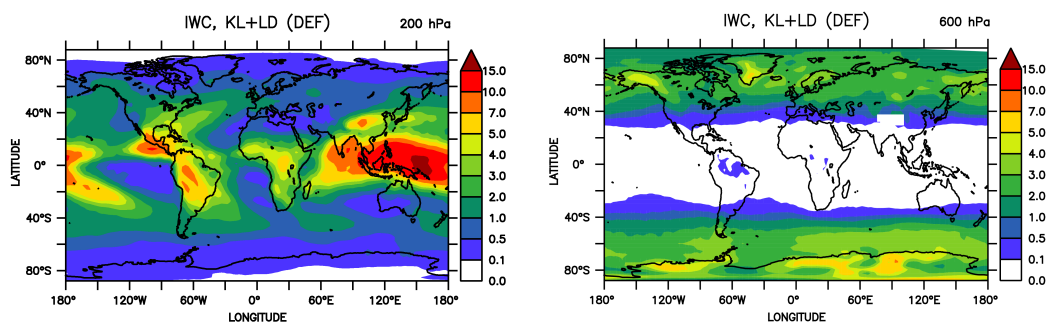 IWC, KL+LD (DEF)
200 hPa
80°N
40°N
0°
40°S
80°S
LATITUDE
180°
120°W
60°W
0°
60°E
120°E
180°
LONGITUDE
15.0
10.0
7.0
5.0
4.0
3.0
2.0
1.0
0.5
0.1
0.0
IWC, KL+LD (DEF)
600 hPa
80°N
40°N
0°
40°S
80°S
LATITUDE
180°
120°W
60°W
0°
60°E
120°E
180°
LONGITUDE
15.0
10.0
7.0
5.0
4.0
3.0
2.0
1.0
0.5
0.1
0.0